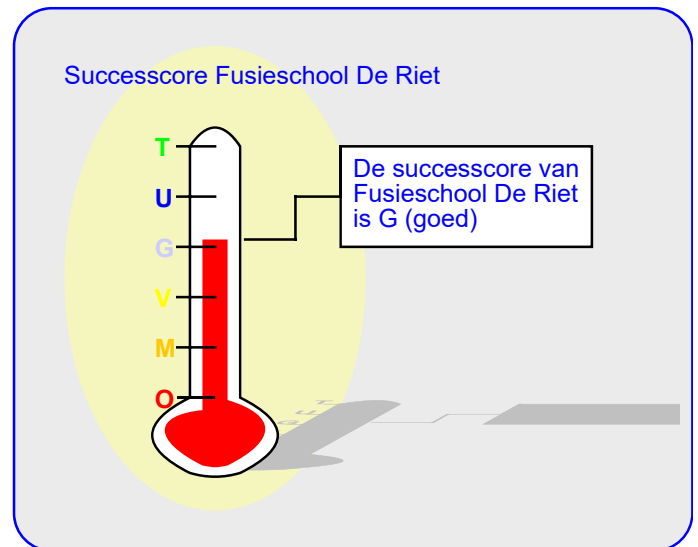 Successcore Fusieschool De Riet
T
U
G
V
M
O
De successcore van
Fusieschool De Riet
is G (goed)
T
U
G